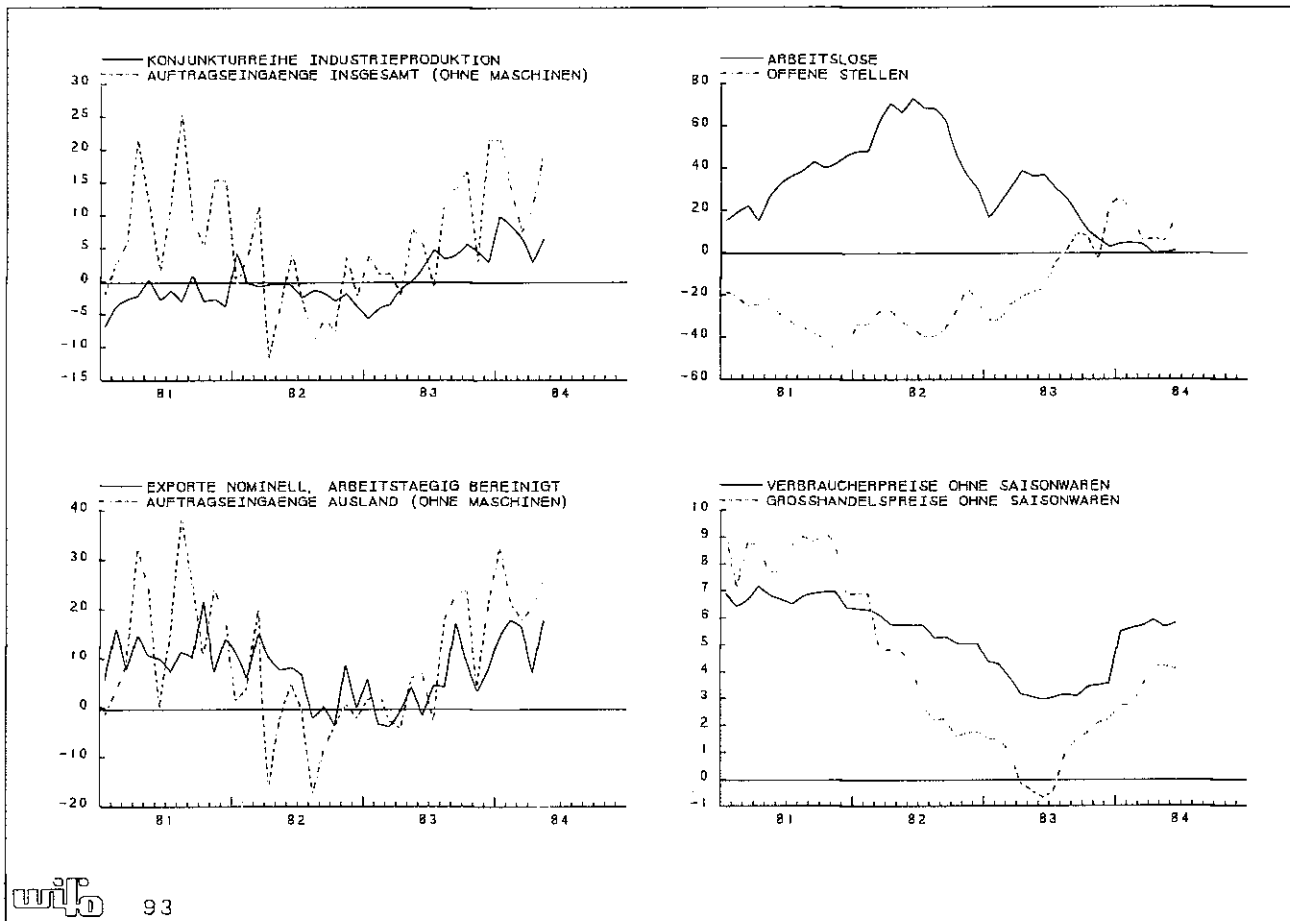 KONJUNKTURREIHE INDUSTRIEPRODUKTION
AUFTRAGSEINGAENGE INSGESAMT (OHNE MASCHINEN)
30
25
20
15
10
5
0
-5
-10
-15
81 82 83 84
ARBEITSLOSE
OFFENE STELLEN
80
60
40
20
0
-20
-40
-60
81 82 83 84
EXPORTE NOMINELL, ARBEITSTAEGIG BEREINIGT
AUFTRAGSEINGAENGE AUSLAND (OHNE MASCHINEN)
40
30
20
10
0
-10
-20
81 82 83 84
VERBRAUCHERPREISE OHNE SAISONWAREN
GROSSHANDELSPREISE OHNE SAISONWAREN
10
9
8
7
6
5
4
3
2
1
0
-1
81 82 83 84
wifo 93